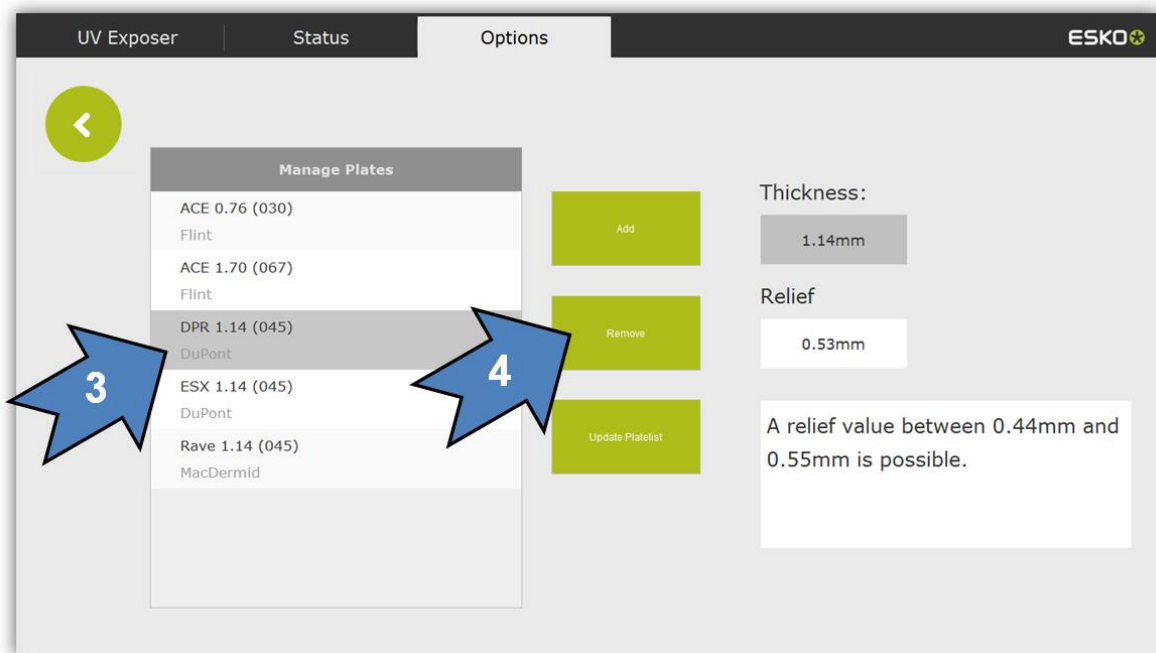 UV Exposer
Status
Options
ESKO
Manage Plates
ACE 0.76 (030)
Flint
ACE 1.70 (067)
Flint
DPR 1.14 (045)
DuPont
ESX 1.14 (045)
DuPont
Rave 1.14 (045)
MacDermid
3
4
Add
Remove
Update Platelist
Thickness:
1.14mm
Relief
0.53mm
A relief value between 0.44mm and
0.55mm is possible.